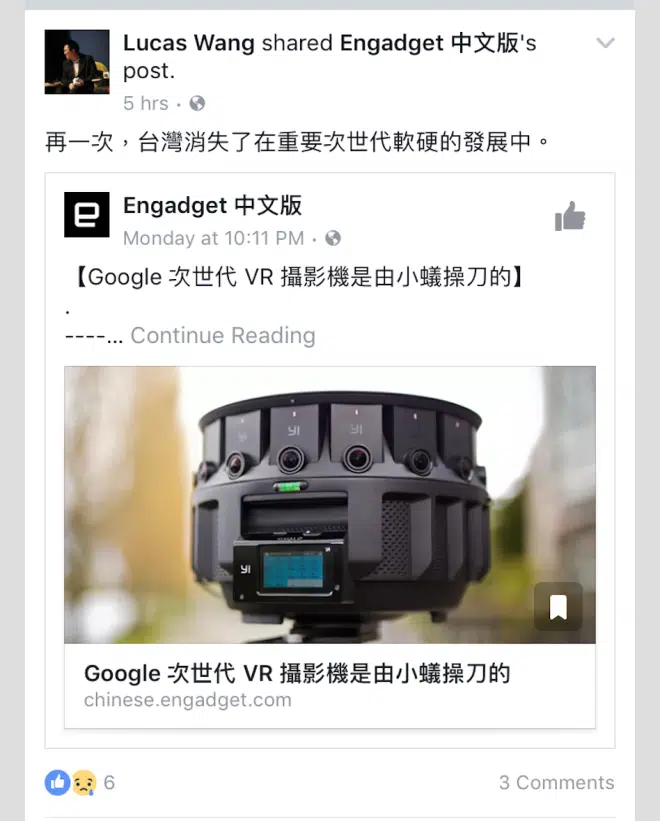 Lucas Wang shared Engadget 中文版's
post.
5 hrs ·
再一次，台灣消失了在重要次世代軟硬的發展中。
Engadget 中文版
Monday at 10:11 PM ·
【Google 次世代 VR 攝影機是由小蟻操刀的】
.
----... Continue Reading
YI
YI
YI
YI
Google 次世代 VR 攝影機是由小蟻操刀的
chinese.engadget.com
6
3 Comments